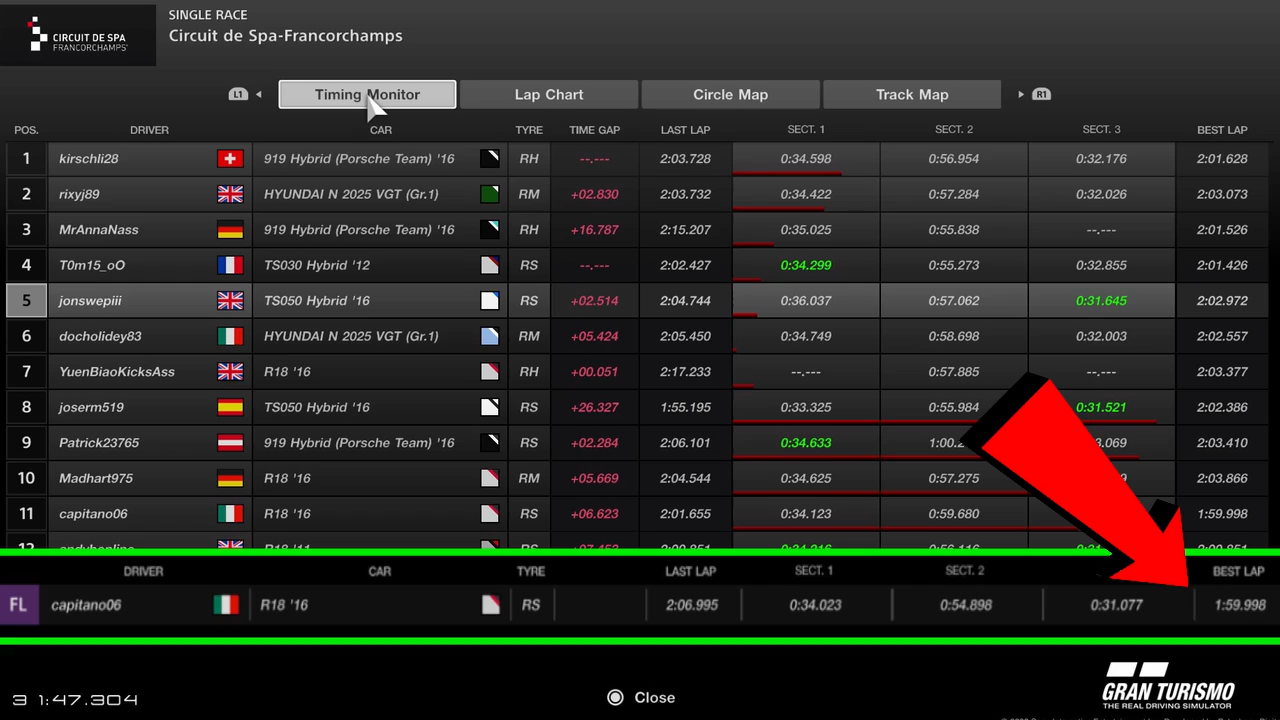 CIRCUIT DE SPA
FRANCORCHAMPS
SINGLE RACE
Circuit de Spa-Francorchamps
L1 Timing Monitor Lap Chart Circle Map Track Map R1
POS. DRIVER CAR TYRE TIME GAP LAST LAP SECT. 1 SECT. 2 SECT. 3 BEST LAP
1 kirschli28 919 Hybrid (Porsche Team) '16 RH --.--- 2:03.728 0:34.598 0:56.954 0:32.176 2:01.628
2 rixyj89 HYUNDAI N 2025 VGT (Gr.1) RM +02.830 2:03.732 0:34.422 0:57.284 0:32.026 2:03.073
3 MrAnnaNass 919 Hybrid (Porsche Team) '16 RH +16.787 2:15.207 0:35.025 0:55.838 --.--- 2:01.526
4 T0m15_oO TS030 Hybrid '12 RS --.--- 2:02.427 0:34.299 0:55.273 0:32.855 2:01.426
5 jonswepiii TS050 Hybrid '16 RS +02.514 2:04.744 0:36.037 0:57.062 0:31.645 2:02.972
6 docholidey83 HYUNDAI N 2025 VGT (Gr.1) RM +05.424 2:05.450 0:34.749 0:58.698 0:32.003 2:02.557
7 YuenBiaoKicksAss R18 '16 RH +00.051 2:17.233 --.--- 0:57.885 --.--- 2:03.377
8 joserm519 TS050 Hybrid '16 RS +26.327 1:55.195 0:33.325 0:55.984 0:31.521 2:02.386
9 Patrick23765 919 Hybrid (Porsche Team) '16 RS +02.284 2:06.101 0:34.633 2:03.410
10 Madhart975 R18 '16 RM +05.669 2:04.544 0:34.625 0:57.275 2:03.866
11 capitano06 R18 '16 RS +06.623 2:01.655 0:34.123 0:59.680 1:59.998
DRIVER CAR TYRE LAST LAP SECT. 1 SECT. 2 BEST LAP
FL capitano06 R18 '16 RS 2:06.995 0:34.023 0:54.898 0:31.077 1:59.998
3 1:47.304
Close
GRAN TURISMO
THE REAL DRIVING SIMULATOR